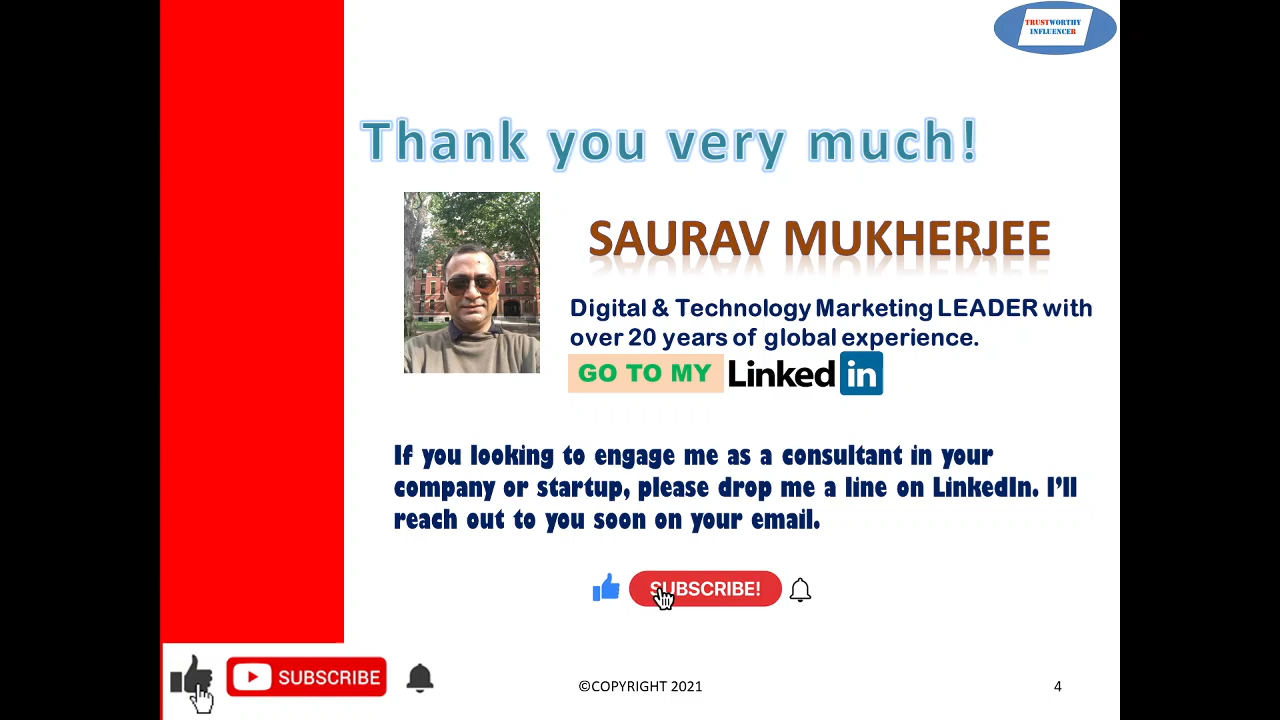 TRUSTWORTHY
INFLUENCER
Thank you very much!
SAURAV MUKHERJEE
Digital & Technology Marketing LEADER with
over 20 years of global experience.
GO TO MY Linked in
If you looking to engage me as a consultant in your
company or startup, please drop me a line on LinkedIn. I'll
reach out to you soon on your email.
SUBSCRIBE!
SUBSCRIBE
©COPYRIGHT 2021
4